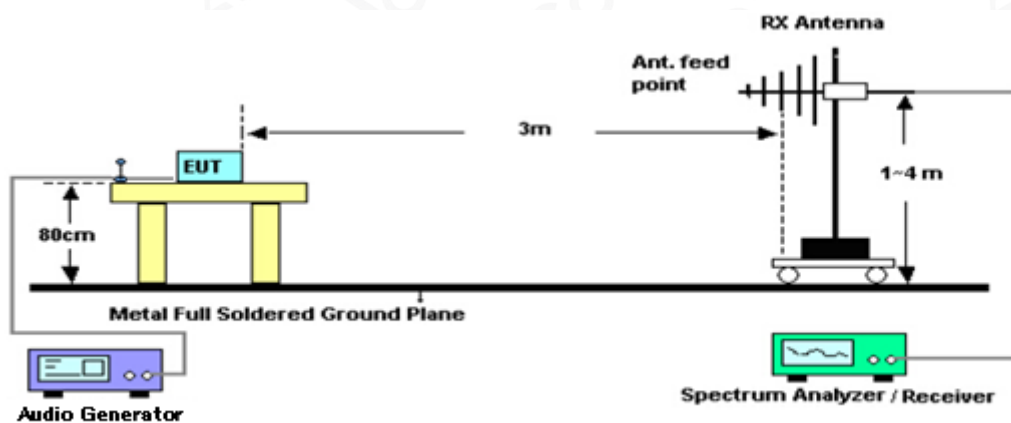 RX Antenna
Ant. feed
point
3m
EUT
1~4 m
80cm
Metal Full Soldered Ground Plane
Audio Generator
Spectrum Analyzer / Receiver